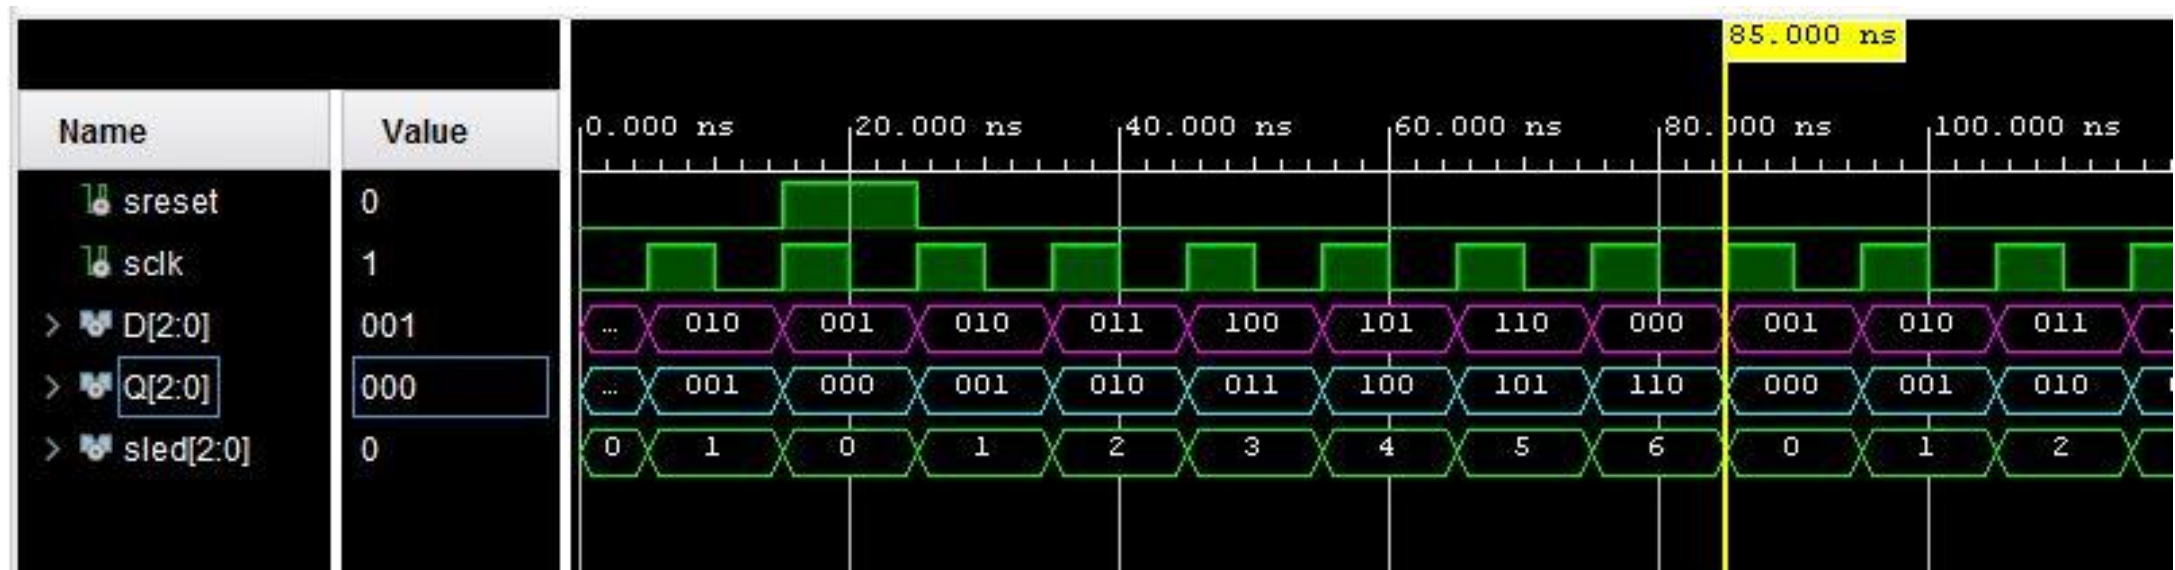 85.000 ns
Name Value 0.000 ns 20.000 ns 40.000 ns 60.000 ns 80.000 ns 100.000 ns
sreset 0
sclk 1
D[2:0] 001 ... 010 001 010 011 100 101 110 000 001 010 011
Q[2:0] 000 ... 001 000 001 010 011 100 101 110 000 001 010
sled[2:0] 0 0 1 0 1 2 3 4 5 6 0 1 2